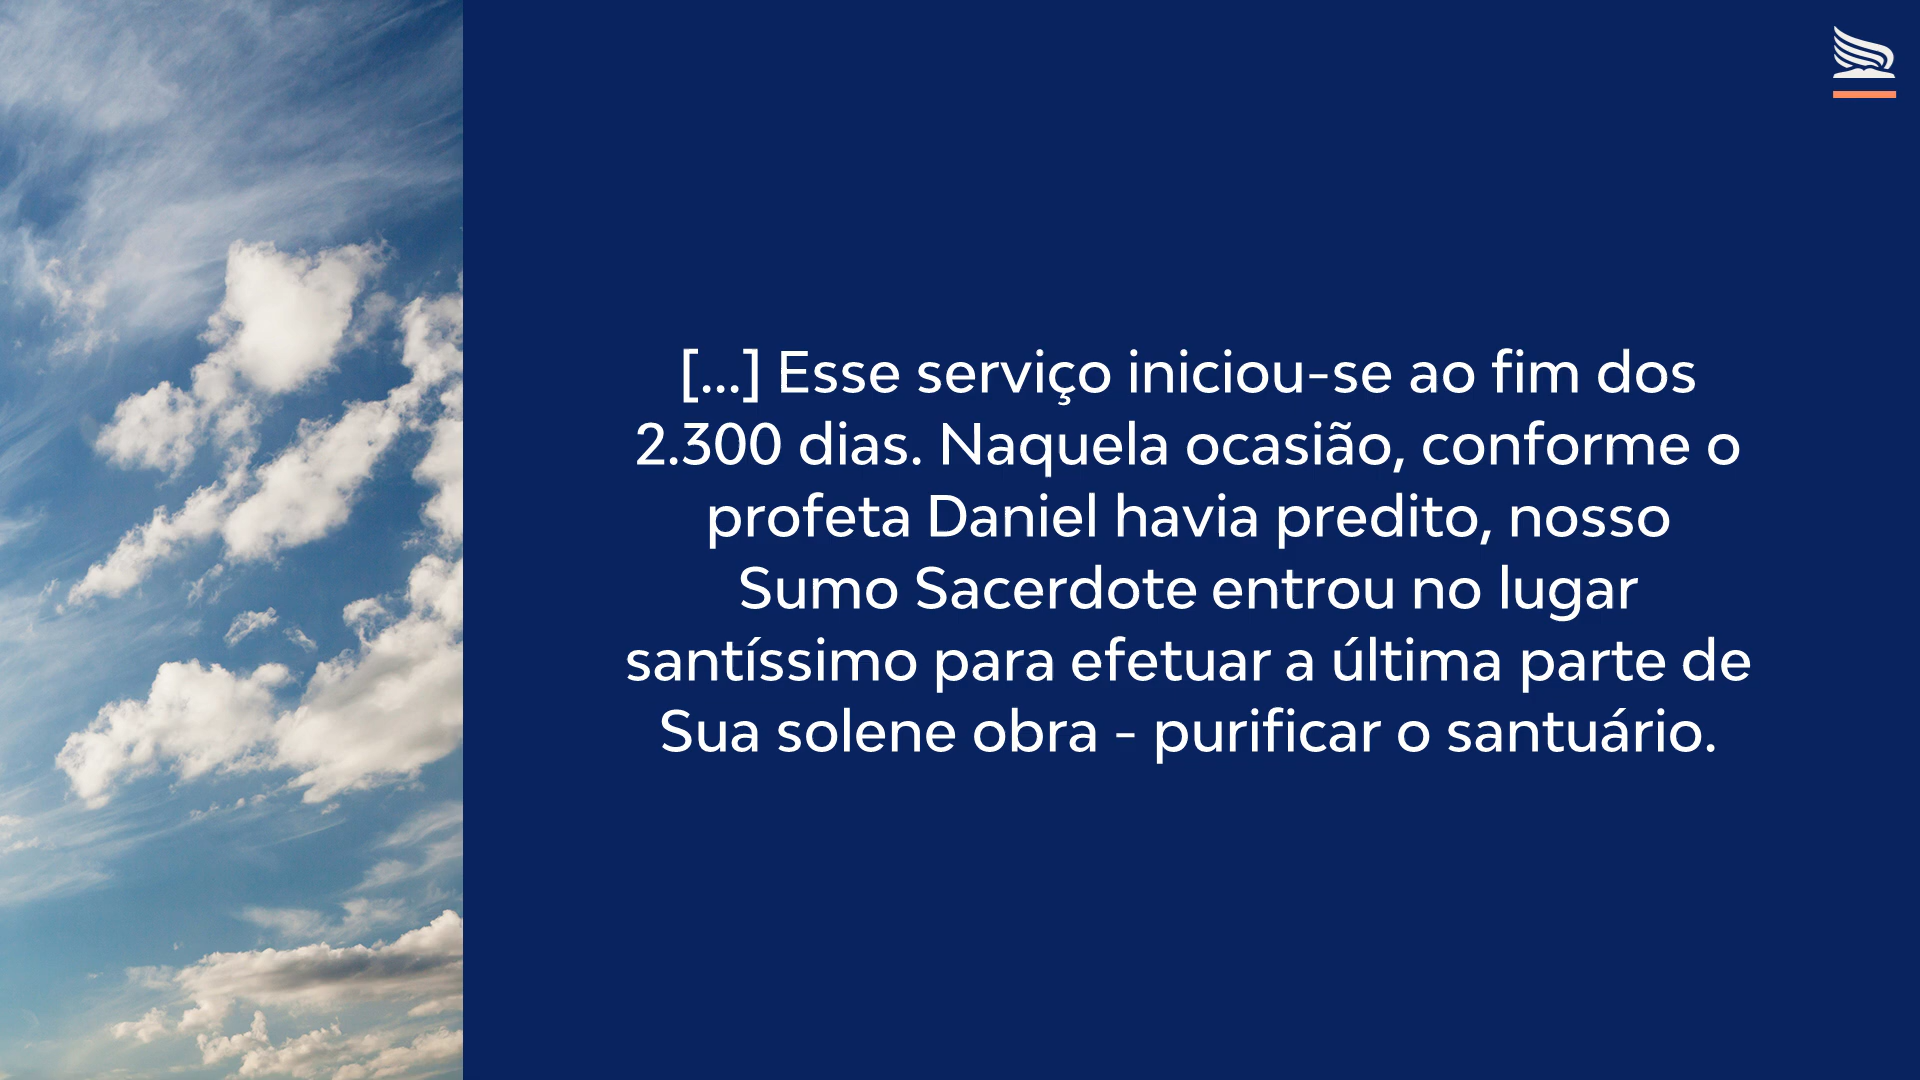 [...] Esse serviço iniciou-se ao fim dos
2.300 dias. Naquela ocasião, conforme o
profeta Daniel havia predito, nosso
Sumo Sacerdote entrou no lugar
santíssimo para efetuar a última parte de
Sua solene obra - purificar o santuário.